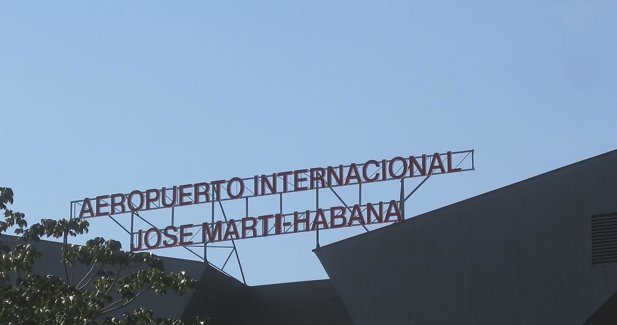 AEROPUERTO INTERNACIONAL
JOSE MARTI-HABANA